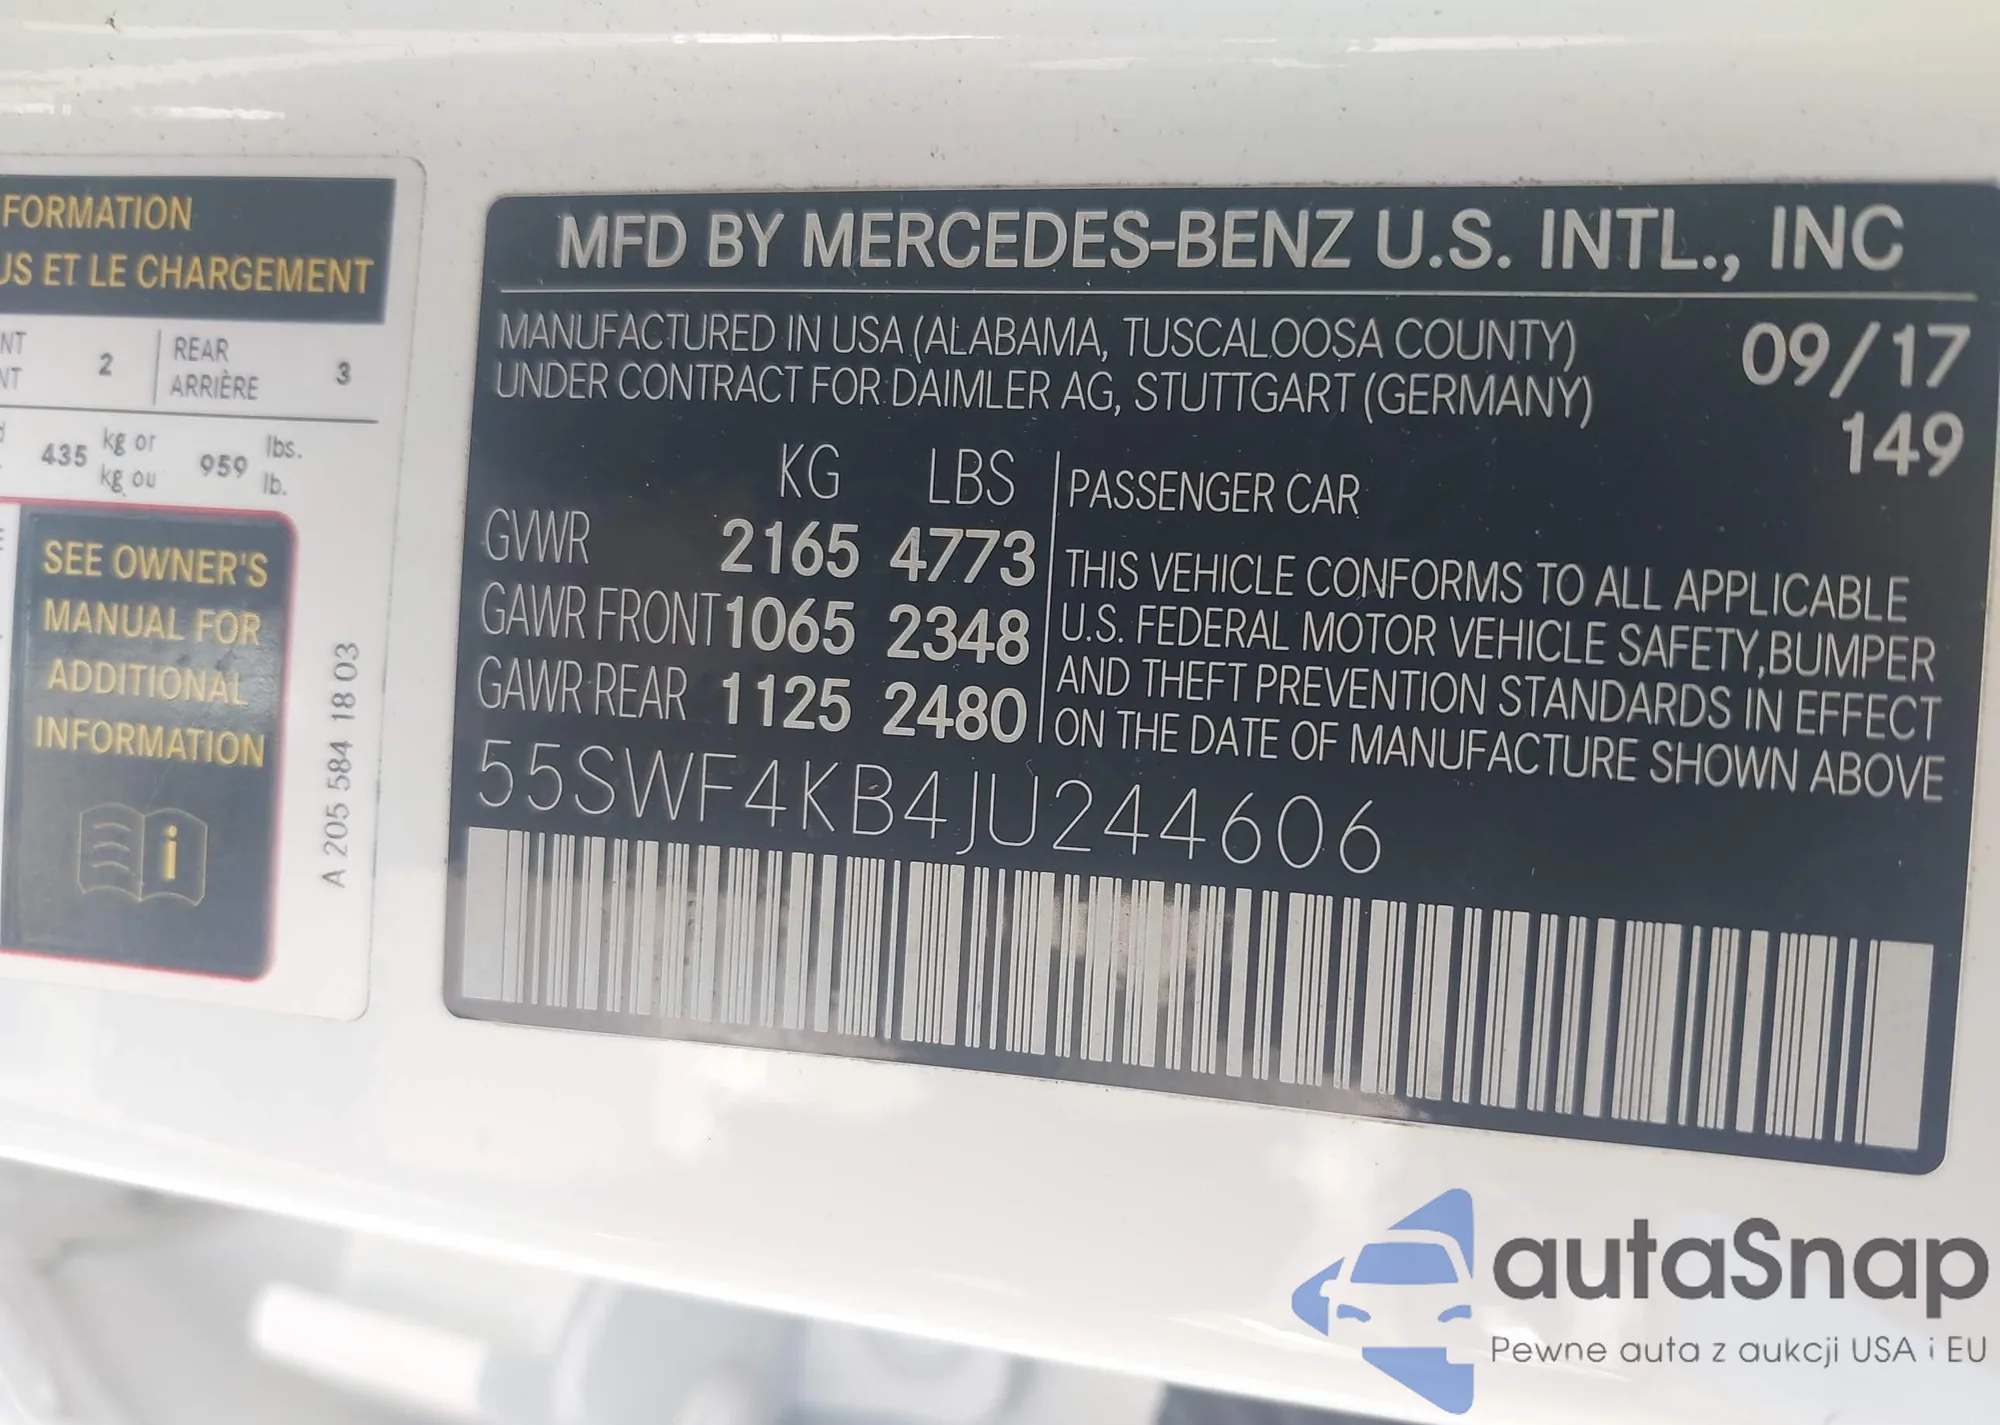 FORMATION
US ET LE CHARGEMENT
NT 2 REAR 3
NT ARRIÈRE
435 kg or 959 lbs.
kg ou lb.
SEE OWNER'S
MANUAL FOR
ADDITIONAL
INFORMATION
i
A 205 584 18 03
MFD BY MERCEDES-BENZ U.S. INTL., INC
MANUFACTURED IN USA (ALABAMA, TUSCALOOSA COUNTY) 09/17
UNDER CONTRACT FOR DAIMLER AG, STUTTGART (GERMANY) 149
KG LBS
GVWR 2165 4773
GAWR FRONT 1065 2348
GAWR REAR 1125 2480
PASSENGER CAR
THIS VEHICLE CONFORMS TO ALL APPLICABLE
U.S. FEDERAL MOTOR VEHICLE SAFETY, BUMPER
AND THEFT PREVENTION STANDARDS IN EFFECT
ON THE DATE OF MANUFACTURE SHOWN ABOVE
55SWF4KB4JU244606
autaSnap
Pewne auta z aukcji USA i EU